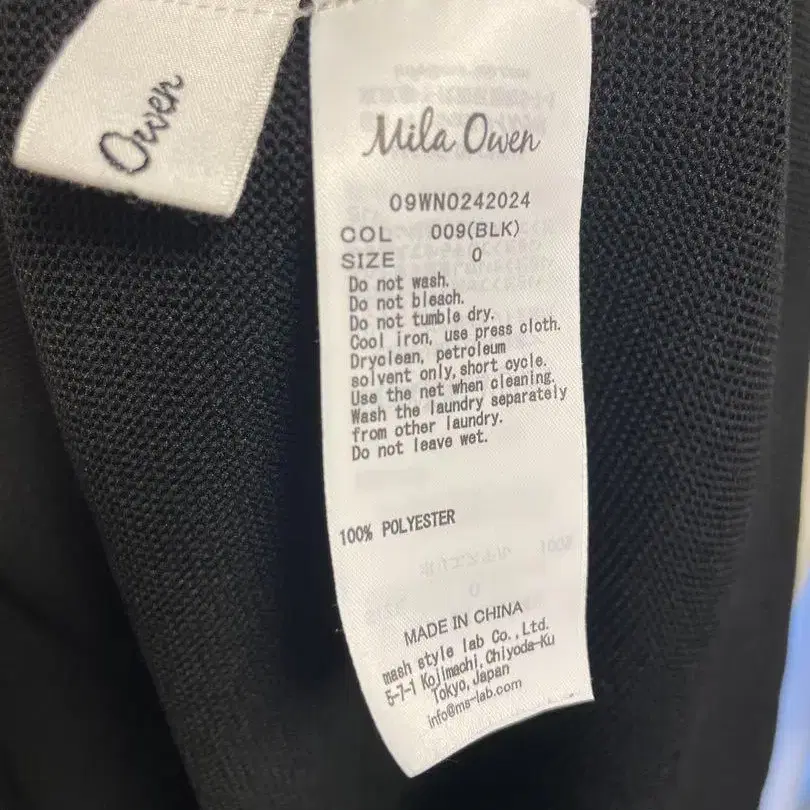 Owen
Mila Owen
09WN0242024
COL 009(BLK)
SIZE 0
Do not wash.
Do not bleach.
Do not tumble dry.
Cool iron, use press cloth.
Dryclean, petroleum
solvent only,short cycle.
Use the net when cleaning.
Wash the laundry separately
from other laundry.
Do not leave wet.
100% POLYESTER
MADE IN CHINA
mash style lab Co.,Ltd.
5-7-1 Kojimachi,Chiyoda-Ku
Tokyo,Japan
info@ms-lab.com